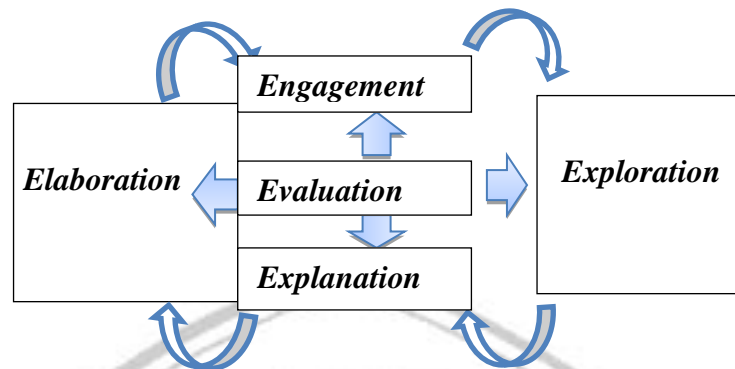 Engagement
Elaboration
Evaluation
Exploration
Explanation